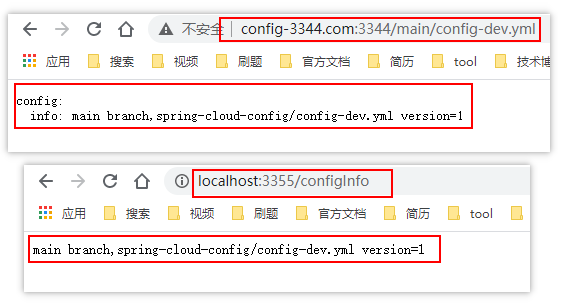 不安全 | config-3344.com:3344/main/config-dev.yml
应用 搜索 视频 刷题 官方文档 简历 tool 技术博
config:
info: main branch,spring-cloud-config/config-dev.yml version=1
localhost:3355/configInfo
应用 搜索 视频 刷题 官方文档 简历 tool
main branch,spring-cloud-config/config-dev.yml version=1